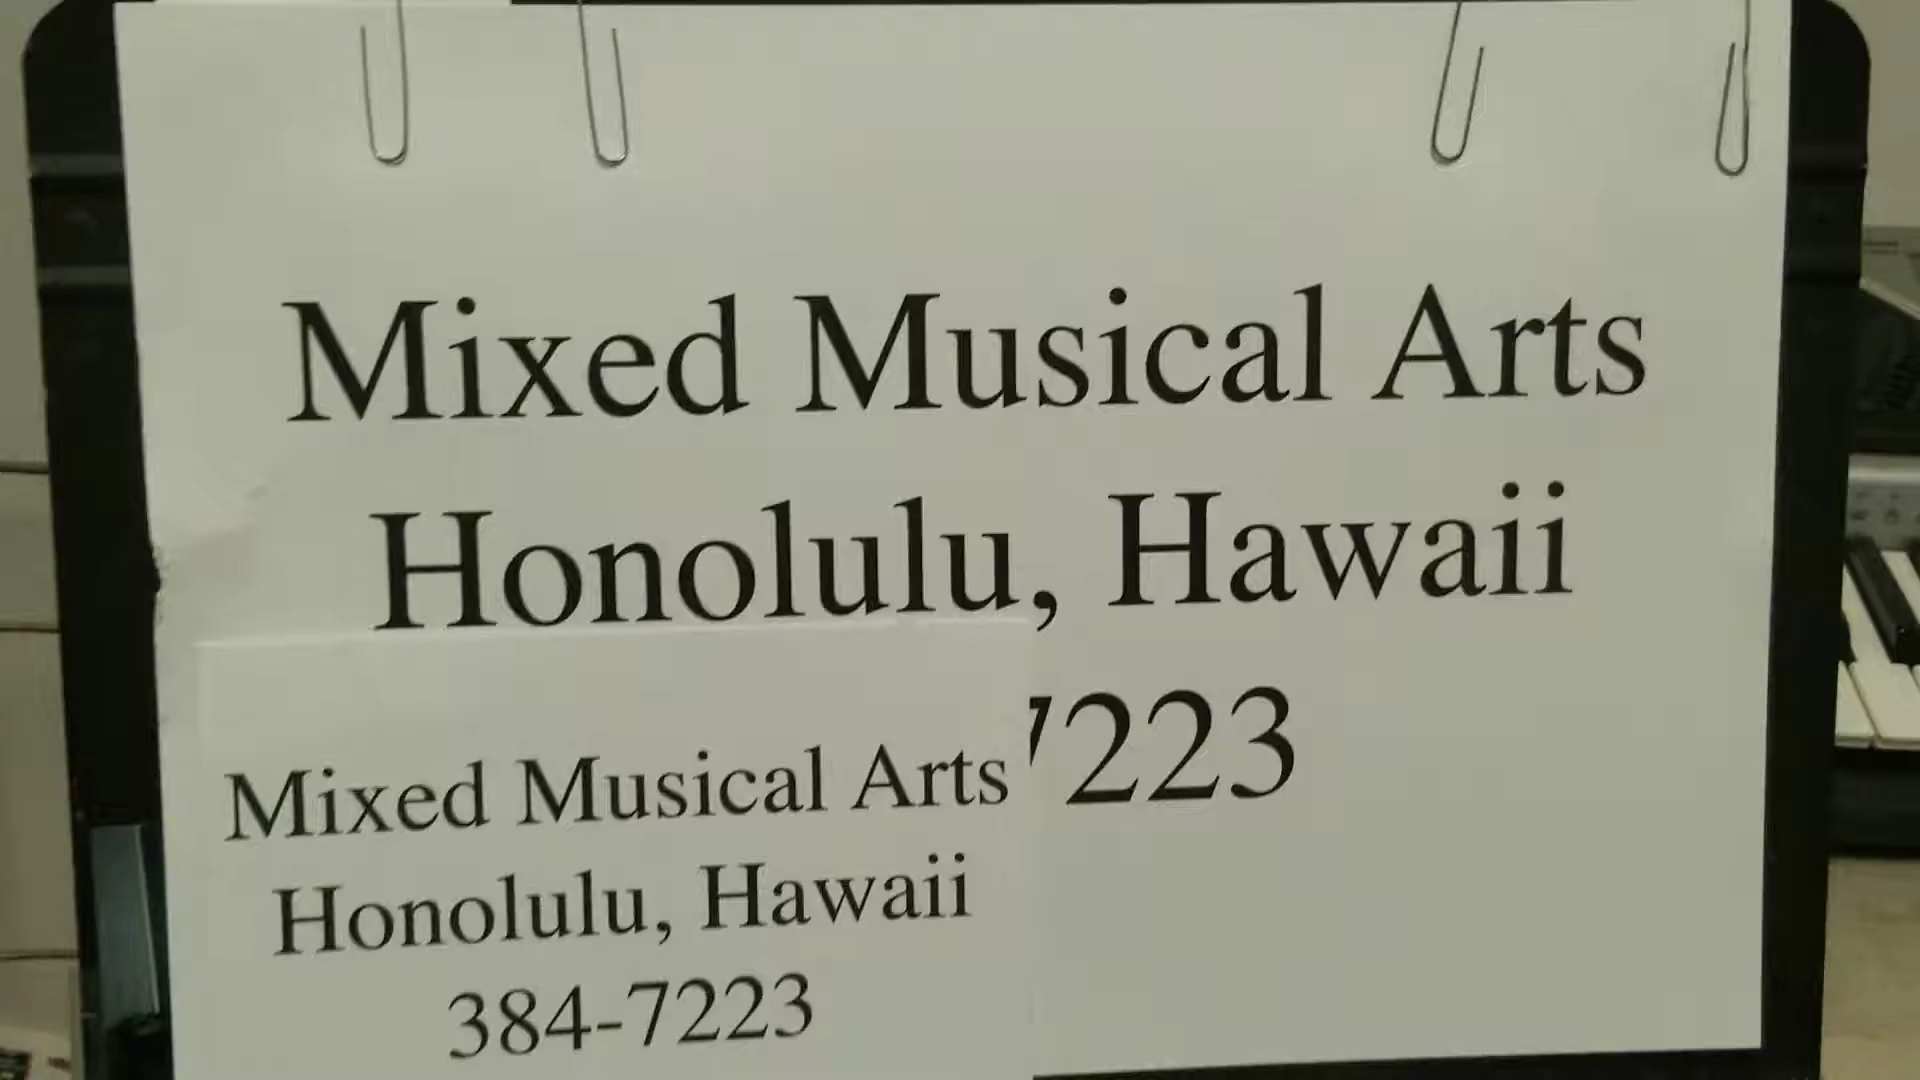 Mixed Musical Arts
Honolulu, Hawaii
7223
Mixed Musical Arts
Honolulu, Hawaii
384-7223